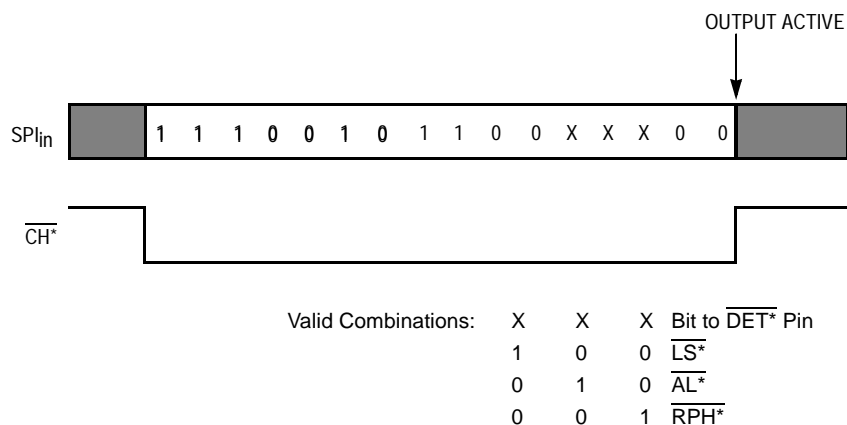 OUTPUT ACTIVE
SPIin 1 1 1 0 0 1 0 1 1 0 0 X X X 0 0
CH*
Valid Combinations: X X X Bit to DET* Pin
1 0 0 LS*
0 1 0 AL*
0 0 1 RPH*